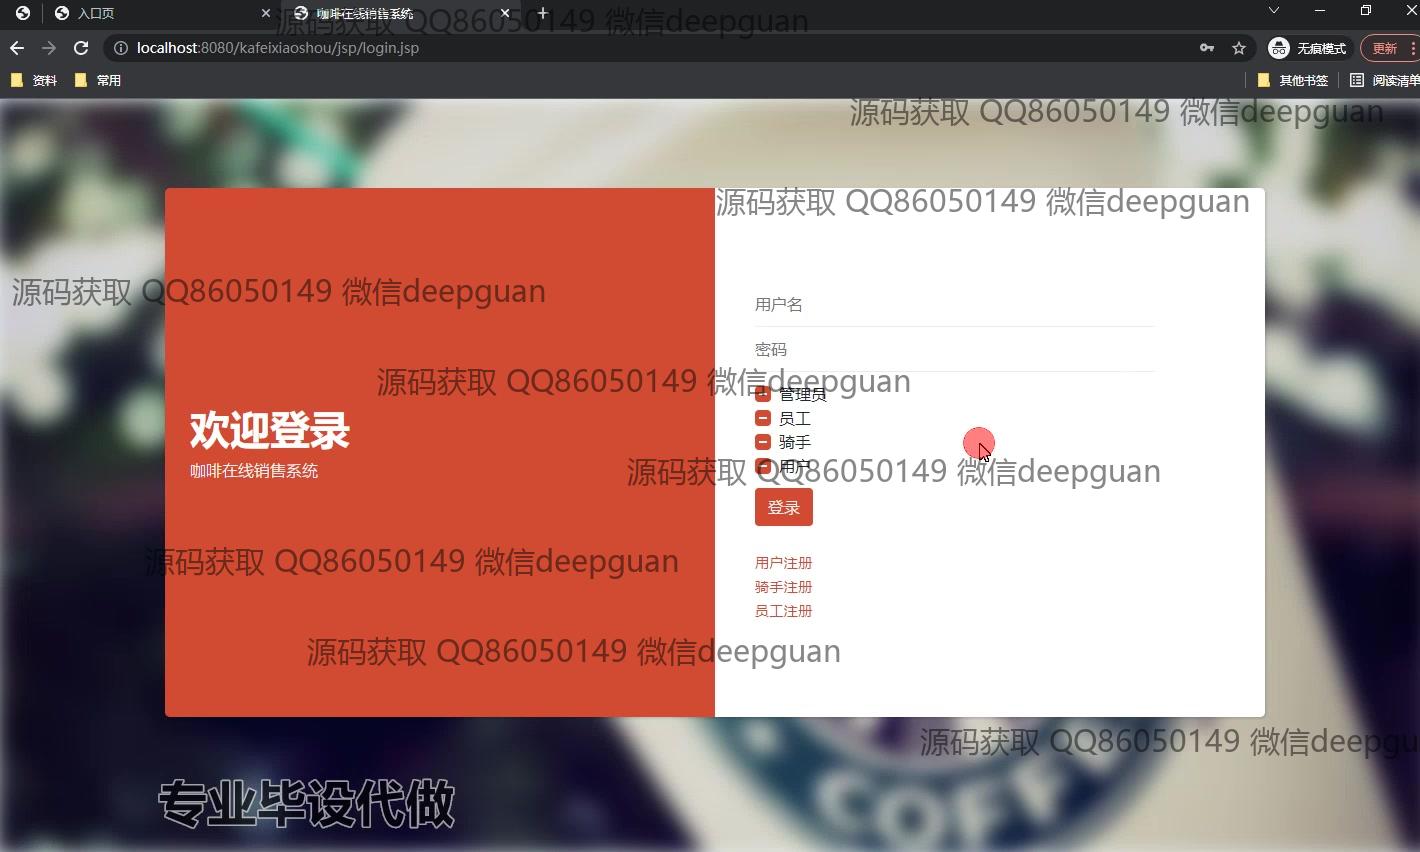 入口页
咖啡在线销售系统
源码获取 QQ86050149 微信deepguan
localhost:8080/kafeixiaoshou/jsp/login.jsp
无痕模式
更新
资料
常用
其他书签
阅读清单
源码获取 QQ86050149 微信deepguan
源码获取 QQ86050149 微信deepguan
源码获取 QQ86050149 微信deepguan
用户名
密码
源码获取 QQ86050149 微信deepguan
管理员
员工
骑手
用户
欢迎登录
咖啡在线销售系统
源码获取 QQ86050149 微信deepguan
登录
源码获取 QQ86050149 微信deepguan
用户注册
骑手注册
员工注册
源码获取 QQ86050149 微信deepguan
源码获取 QQ86050149 微信deepgu
专业毕设代做
COFF